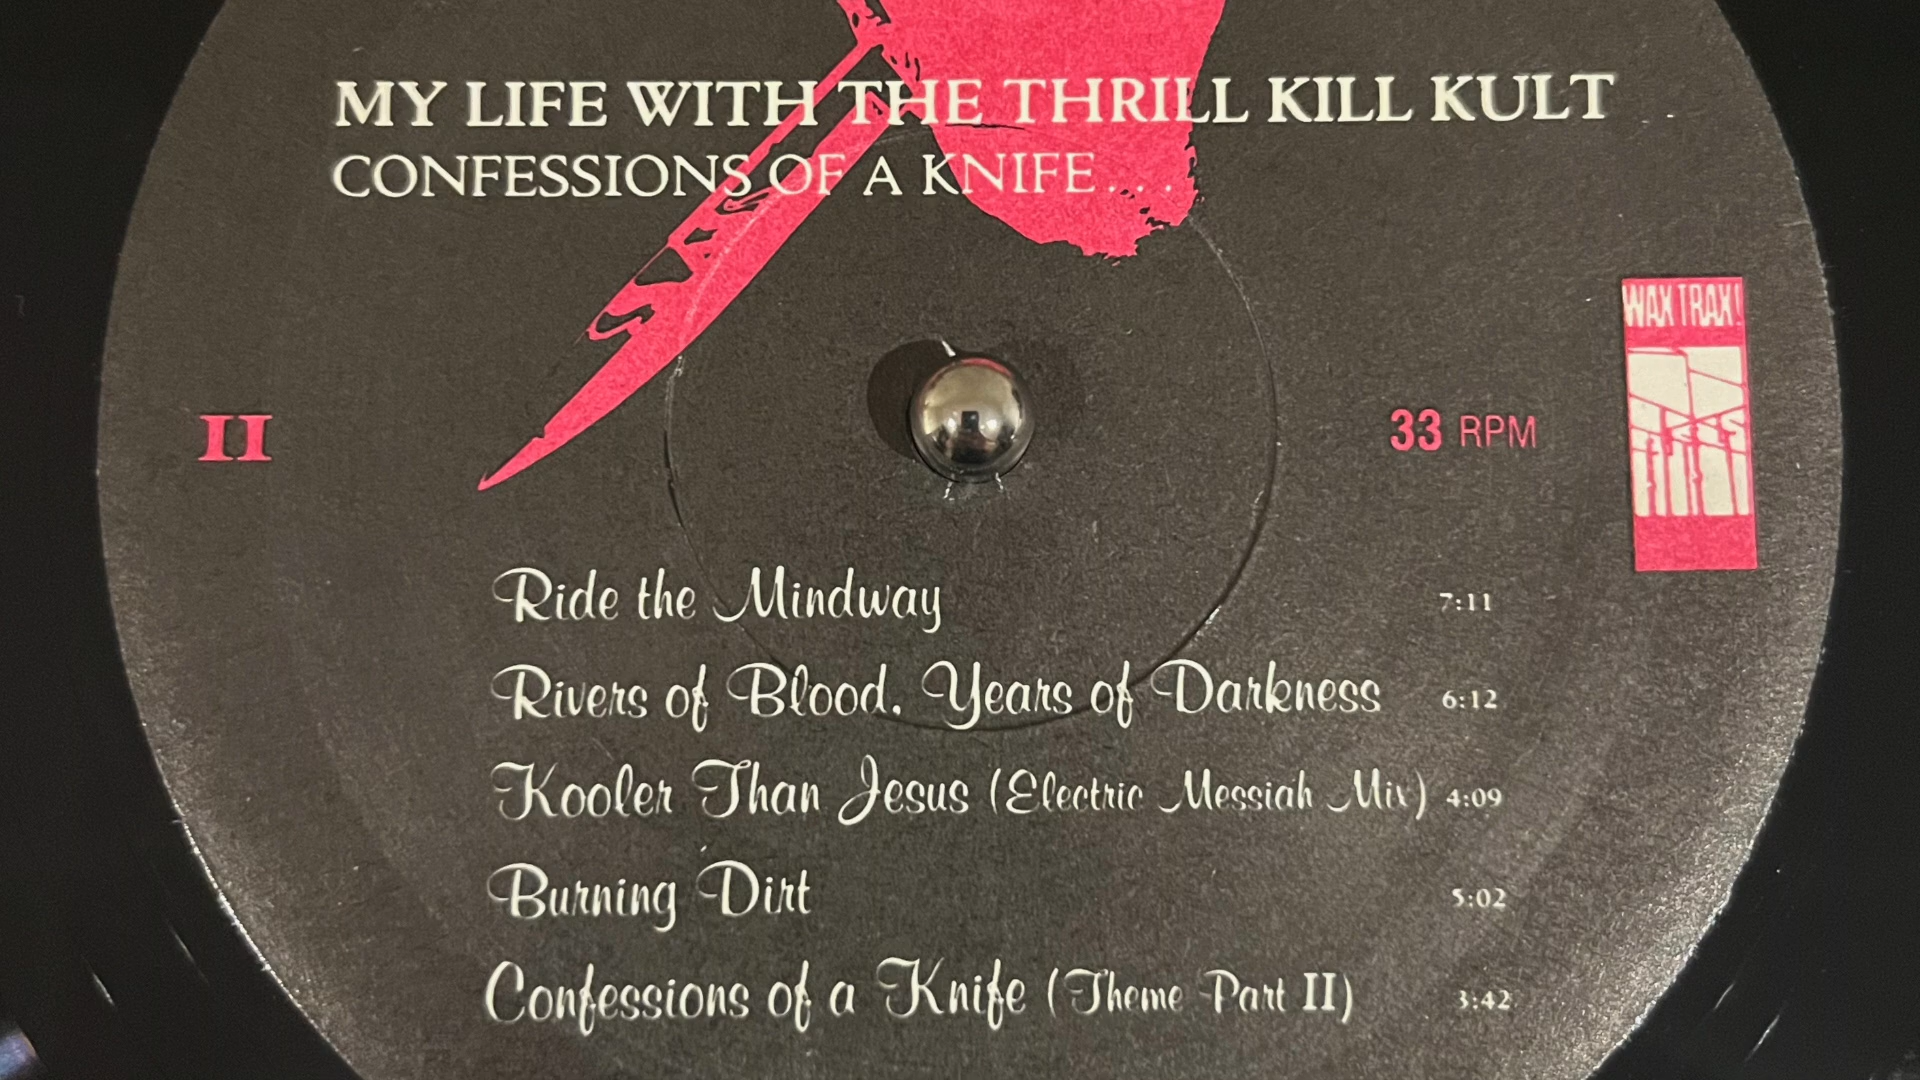 MY LIFE WITH THE THRILL KILL KULT
CONFESSIONS OF A KNIFE...
WAX TRAX!
II
33 RPM
Ride the Mindway 7:11
Rivers of Blood, Years of Darkness 6:12
Kooler Than Jesus (Electric Messiah Mix) 4:09
Burning Dirt 5:02
Confessions of a Knife (Theme Part II) 3:42